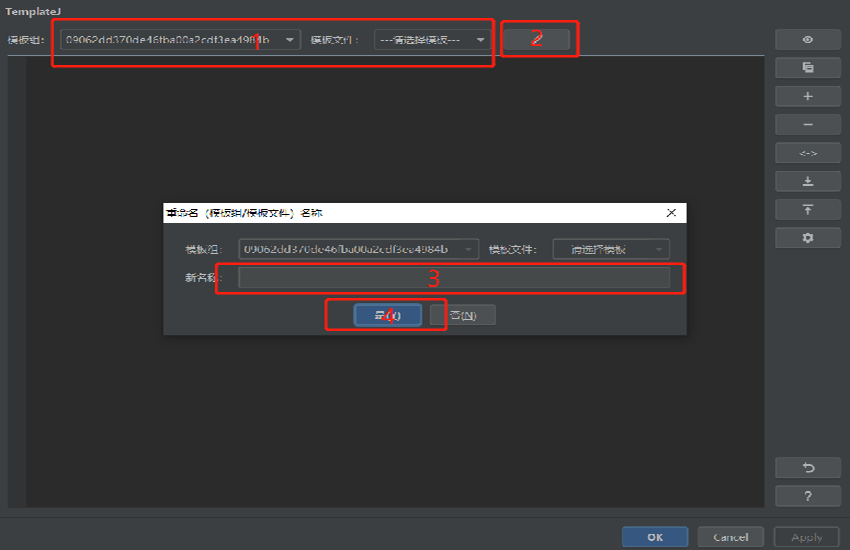 TemplateJ
模板组: 09062dd370de46fba00a2cdf3ea4984b 模板文件: ---请选择模板--- 2
1
<->
重命名（模板组/模板文件）名称
模板组: 09062dd370de46fba00a2cdf3ea4984b 模板文件: 请选择模板
新名称: 3
是(Y) 否(N)
4
?
OK Cancel Apply